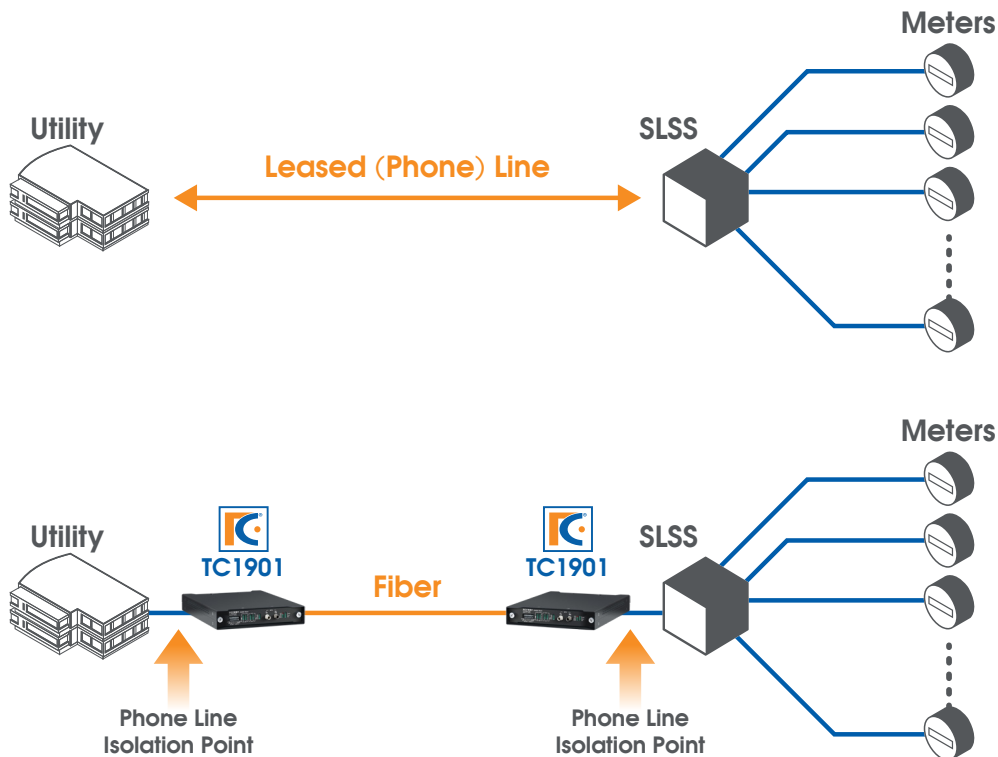 Meters
Utility
SLSS
Leased (Phone) Line
Meters
Utility
TC1901
Fiber
TC1901
SLSS
Phone Line
Isolation Point
Phone Line
Isolation Point